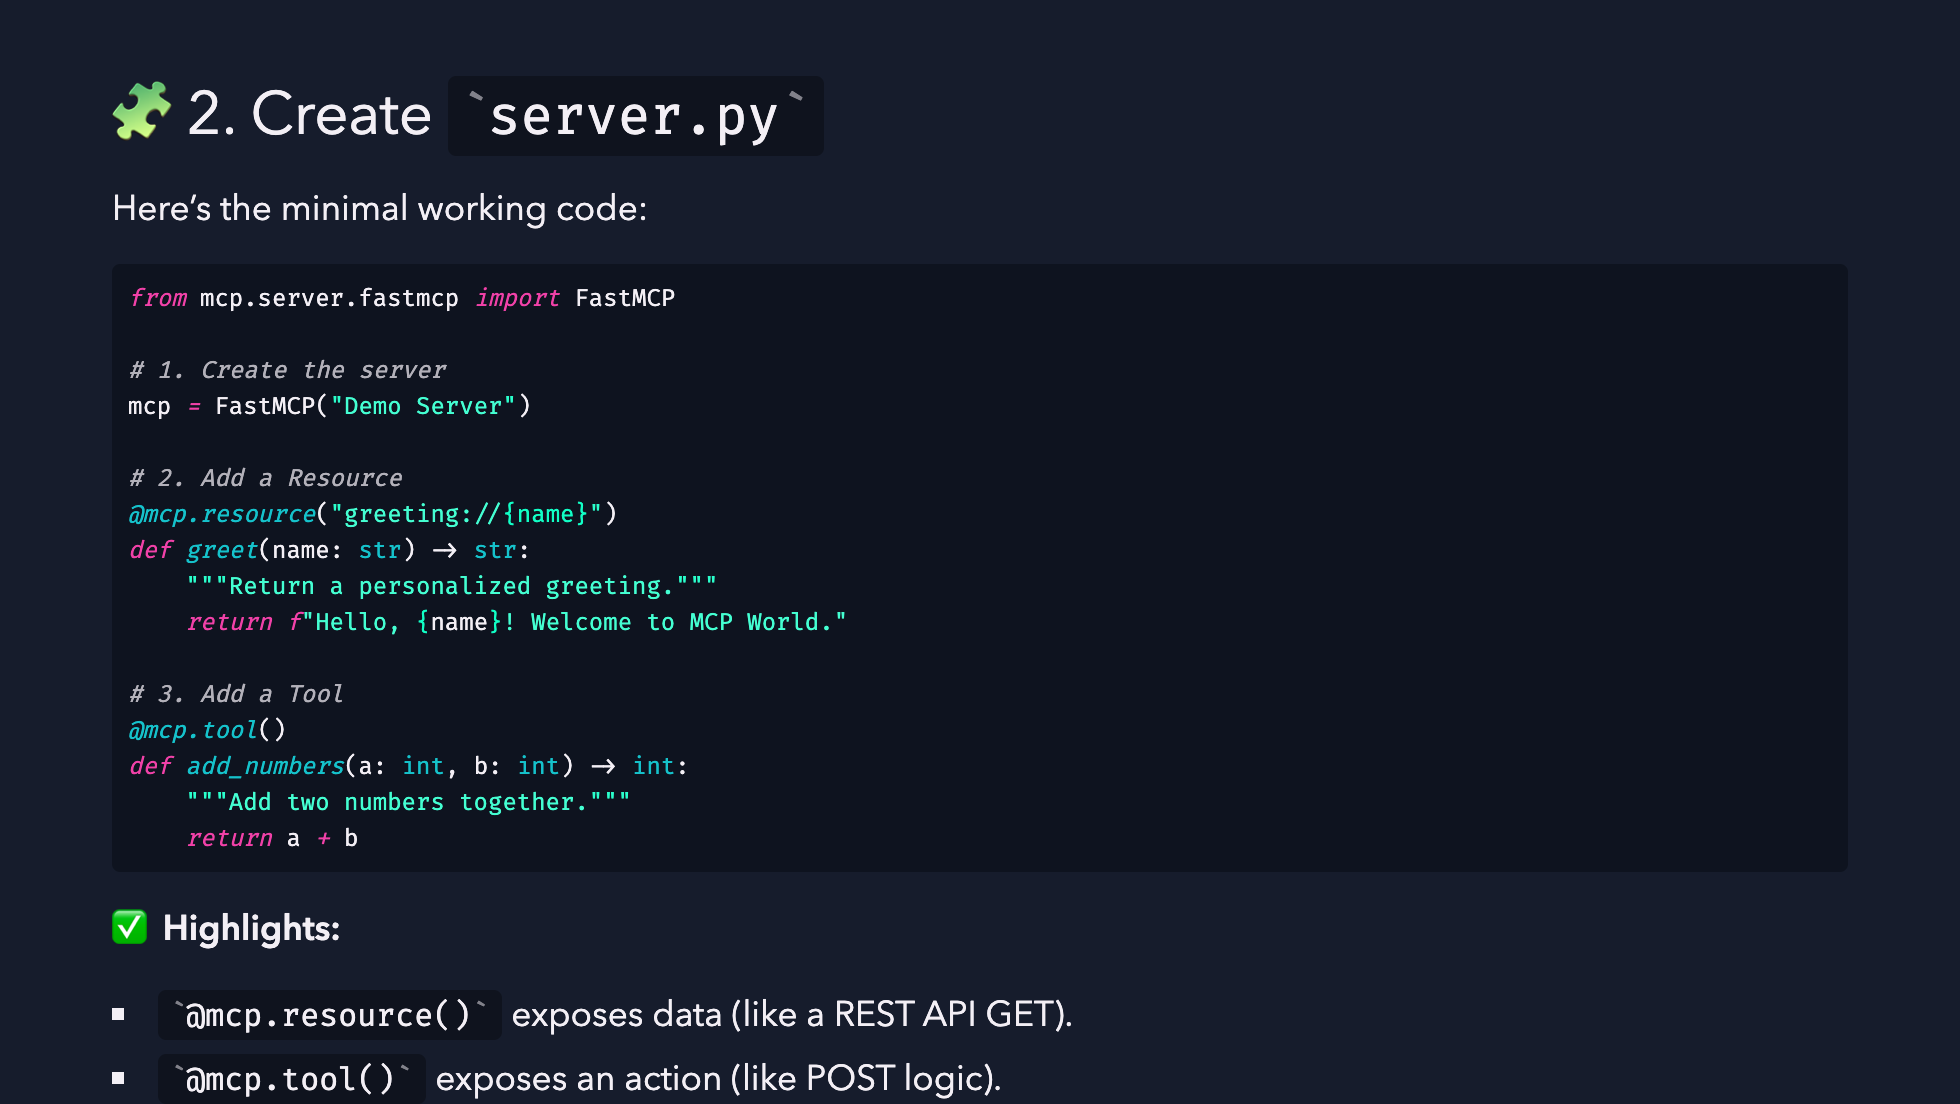 🧩 2. Create `server.py`
Here’s the minimal working code:
from mcp.server.fastmcp import FastMCP
# 1. Create the server
mcp = FastMCP("Demo Server")
# 2. Add a Resource
@mcp.resource("greeting://{name}")
def greet(name: str) -> str:
    """Return a personalized greeting."""
    return f"Hello, {name}! Welcome to MCP World."
# 3. Add a Tool
@mcp.tool()
def add_numbers(a: int, b: int) -> int:
    """Add two numbers together."""
    return a + b
✅ Highlights:
▪ `@mcp.resource()` exposes data (like a REST API GET).
▪ `@mcp.tool()` exposes an action (like POST logic).